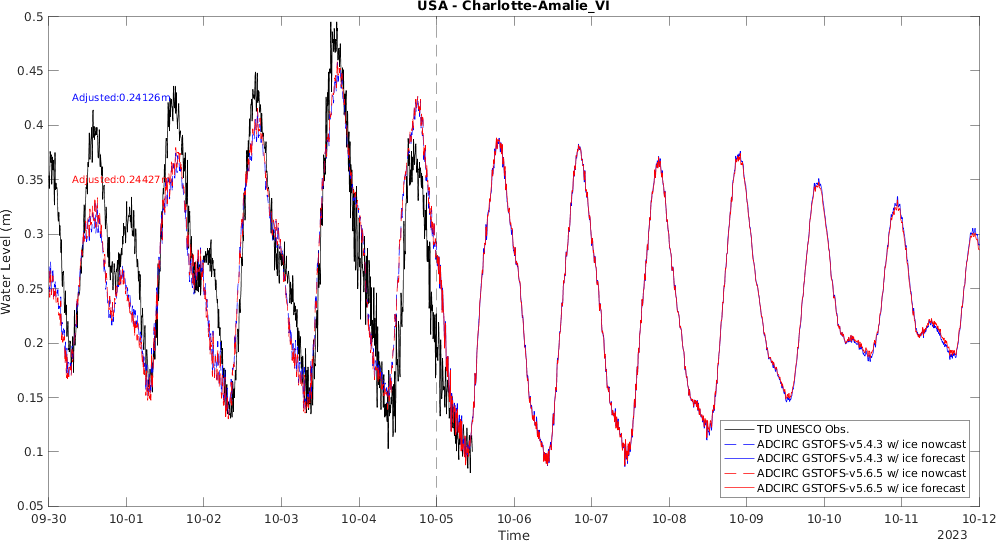 USA - Charlotte-Amalie_VI
Water Level (m)
0.5
0.45
0.4
0.35
0.3
0.25
0.2
0.15
0.1
0.05
Adjusted:0.24126m
Adjusted:0.24427m
TD UNESCO Obs.
ADCIRC GSTOFS-v5.4.3 w/ ice nowcast
ADCIRC GSTOFS-v5.4.3 w/ ice forecast
ADCIRC GSTOFS-v5.6.5 w/ ice nowcast
ADCIRC GSTOFS-v5.6.5 w/ ice forecast
09-30 10-01 10-02 10-03 10-04 10-05 10-06 10-07 10-08 10-09 10-10 10-11 10-12
Time
2023